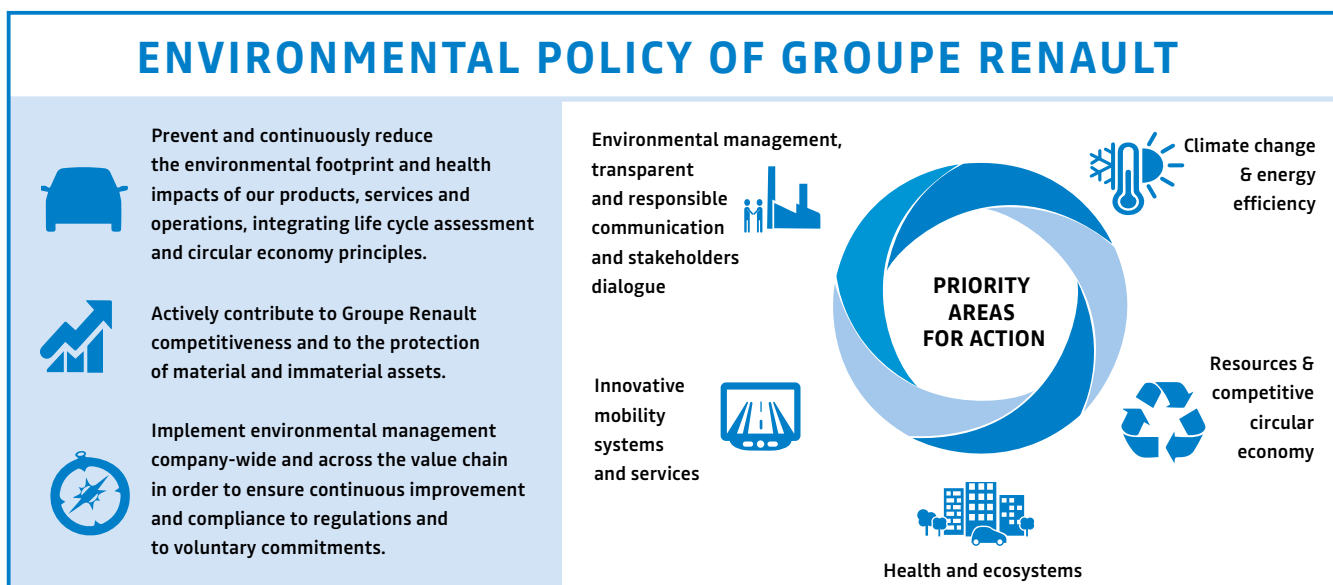 ENVIRONMENTAL POLICY OF GROUPE RENAULT
Prevent and continuously reduce
the environmental footprint and health
impacts of our products, services and
operations, integrating life cycle assessment
and circular economy principles.
Actively contribute to Groupe Renault
competitiveness and to the protection
of material and immaterial assets.
Implement environmental management
company-wide and across the value chain
in order to ensure continuous improvement
and compliance to regulations and
to voluntary commitments.
Environmental management,
transparent
and responsible
communication
and stakeholders
dialogue
Climate change
& energy
efficiency
PRIORITY
AREAS
FOR ACTION
Innovative
mobility
systems
and services
Resources &
competitive
circular
economy
Health and ecosystems